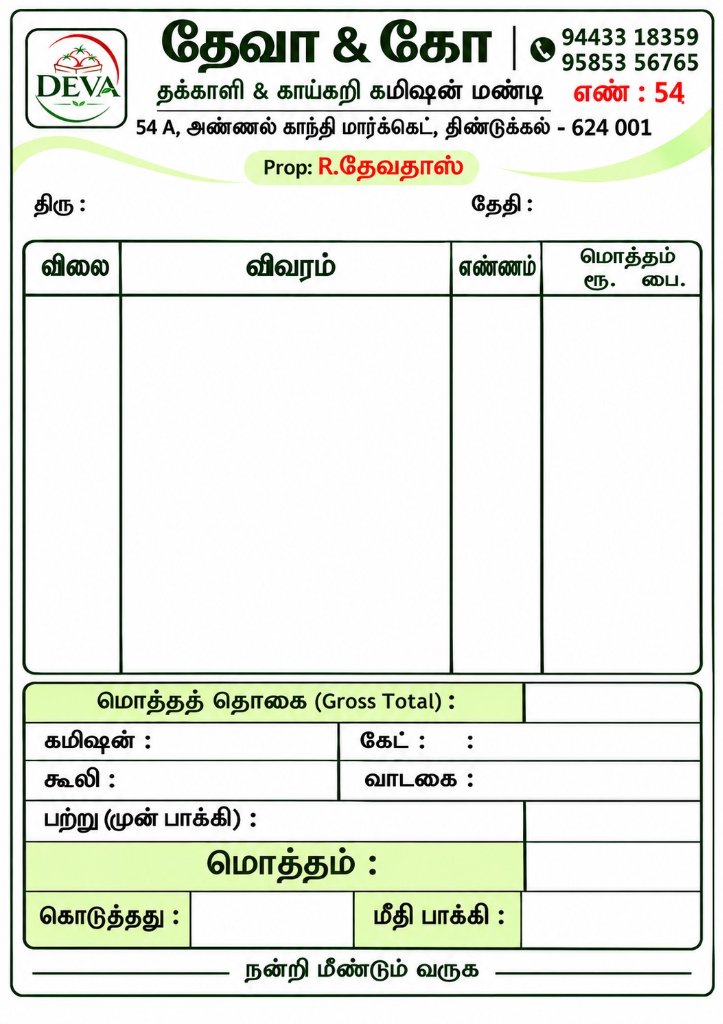 DEVA
தேவா & கோ
94433 18359
95853 56765
தக்காளி & காய்கறி கமிஷன் மண்டி
எண் : 54
54 A, அண்ணல் காந்தி மார்க்கெட், திண்டுக்கல் - 624 001
Prop: R.தேவதாஸ்
திரு : தேதி :
விலை விவரம் எண்ணம் மொத்தம்
ரூ. பை.
மொத்தத் தொகை (Gross Total) :
கமிஷன் : கேட் : :
கூலி : வாடகை :
பற்று (முன் பாக்கி) :
மொத்தம் :
கொடுத்தது : மீதி பாக்கி :
நன்றி மீண்டும் வருக